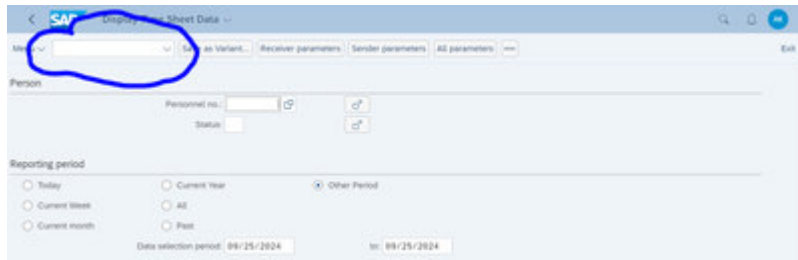 SAP Display Time Sheet Data
Menu Save as Variant... Receiver parameters Sender parameters All parameters Exit
Person
Personnel no.:
Status:
Reporting period
Today Current Year Other Period
Current Week All
Current month Past
Data selection period: 09/25/2024 to: 09/25/2024